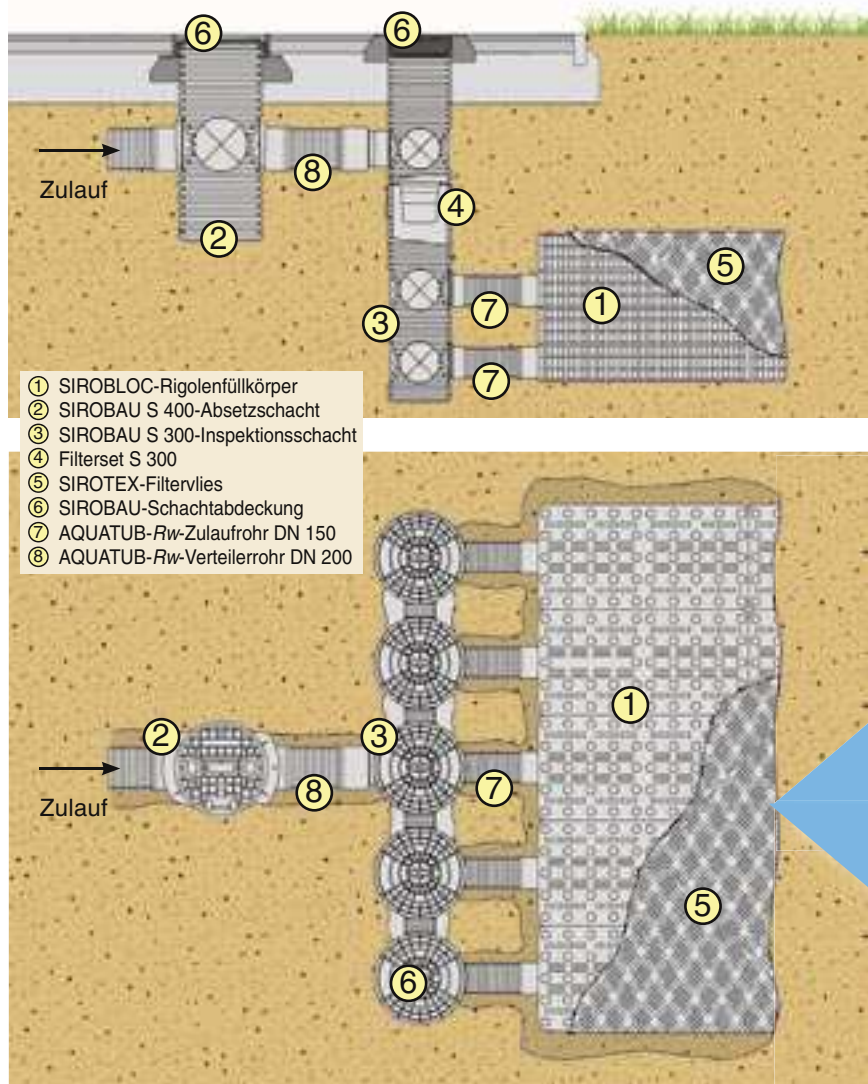 6
6
Zulauf
8
4
2
5
1
7
3
7
1 SIROBLOC-Rigolenfüllkörper
2 SIROBAU S 400-Absetzschacht
3 SIROBAU S 300-Inspektionsschacht
4 Filterset S 300
5 SIROTEX-Filtervlies
6 SIROBAU-Schachtabdeckung
7 AQUATUB-Rw-Zulaufrohr DN 150
8 AQUATUB-Rw-Verteilerrohr DN 200
1
2
3
Zulauf
8
7
5
6